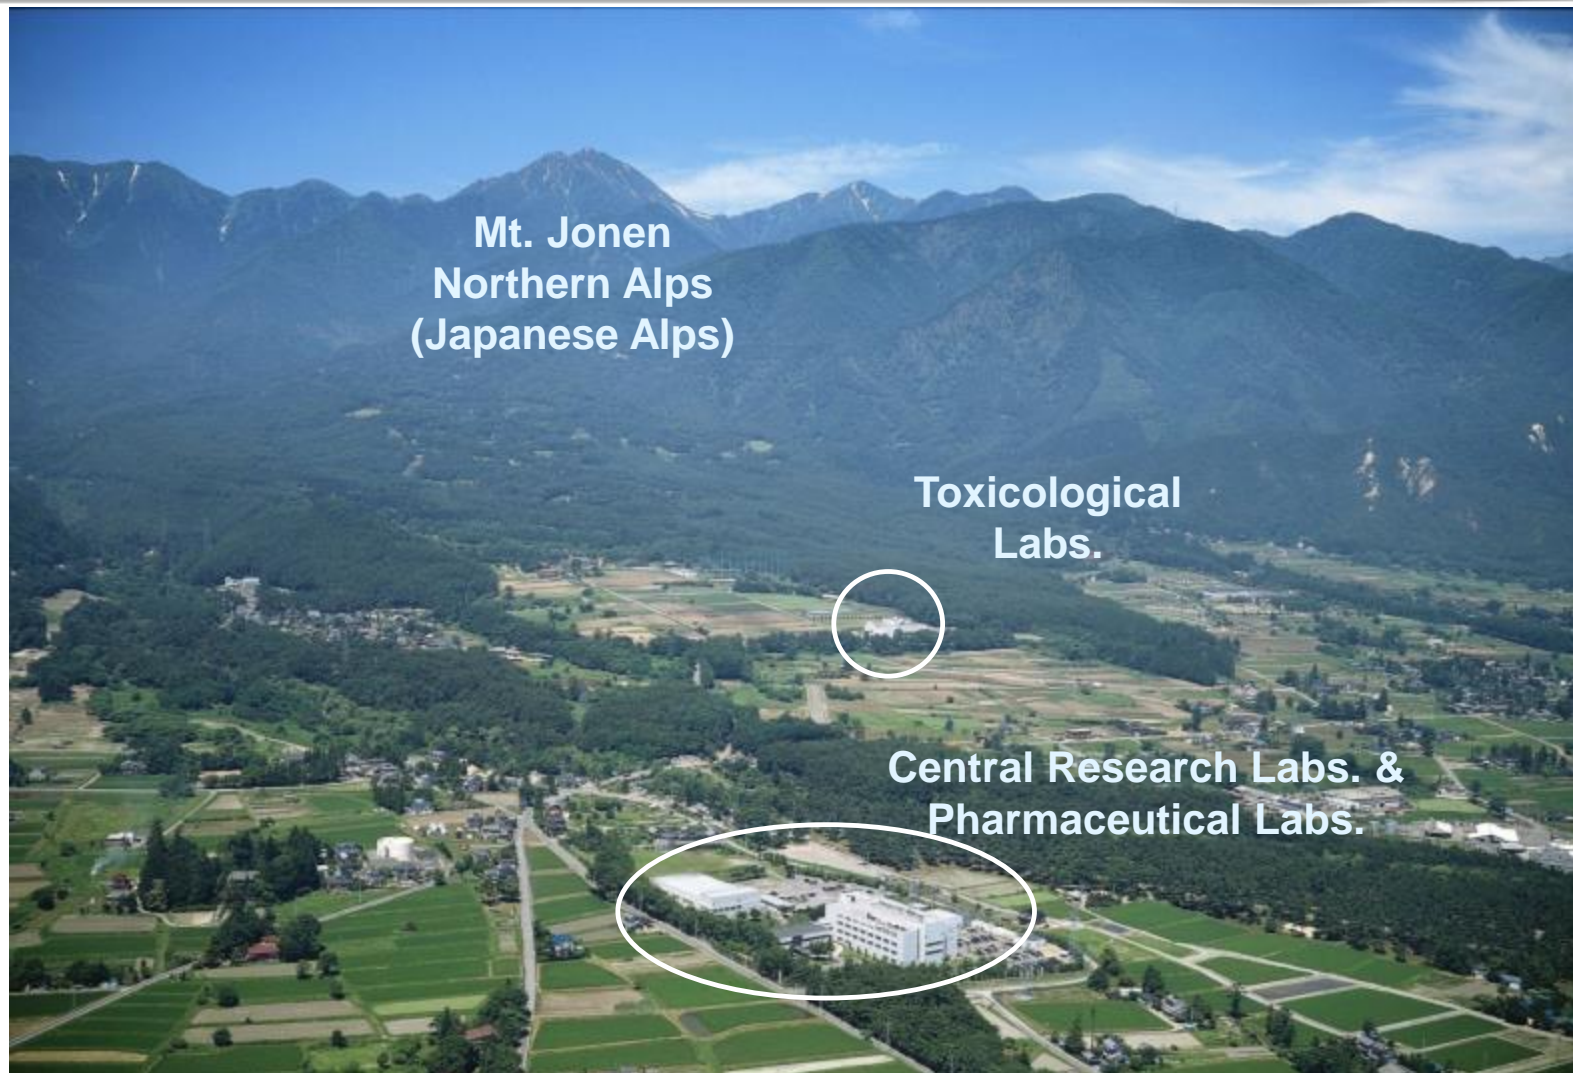 Mt. Jonen
Northern Alps
(Japanese Alps)
Toxicological
Labs.
Central Research Labs. &
Pharmaceutical Labs.